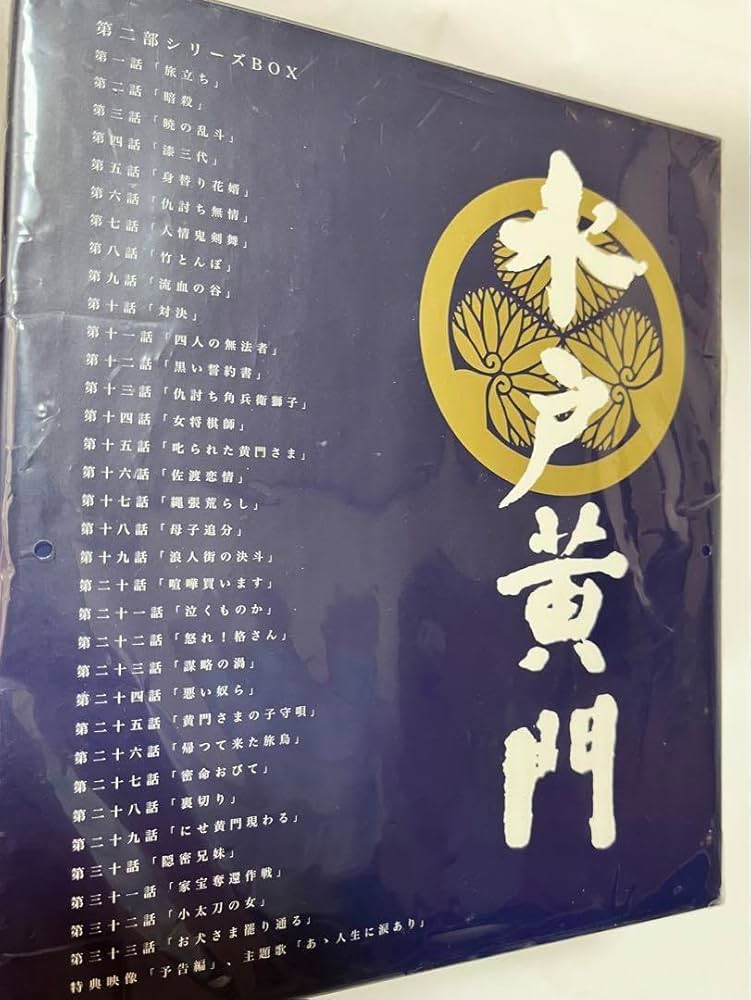 第二部シリーズBOX
第一話「旅立ち」
第二話「暗殺」
第三話「暁の乱斗」
第四話「漆三代」
第五話「身替り花婿」
第六話「仇討ち無情」
第七話「人情鬼剣舞」
第八話「竹とんぼ」
第九話「流血の谷」
第十話「対決」
第十一話「四人の無法者」
第十二話「黒い誓約書」
第十三話「仇討ち角兵衛獅子」
第十四話「女将棋師」
第十五話「叱られた黄門さま」
第十六話「佐渡恋情」
第十七話「縄張荒らし」
第十八話「母子追分」
第十九話「浪人街の決斗」
第二十話「喧嘩買います」
第二十一話「泣くものか」
第二十二話「怒れ!格さん」
第二十三話「謀略の渦」
第二十四話「悪い奴ら」
第二十五話「黄門さまの子守唄」
第二十六話「帰つて来た旅鳥」
第二十七話「密命おびて」
第二十八話「裏切り」
第二十九話「にせ黄門現わる」
第三十話「隠密兄妹」
第三十一話「家宝奪還作戦」
第三十二話「小太刀の女」
第三十三話「お犬さま罷り通る」
特典映像「予告編」、主題歌「あゝ人生に涙あり」
水戸黄門